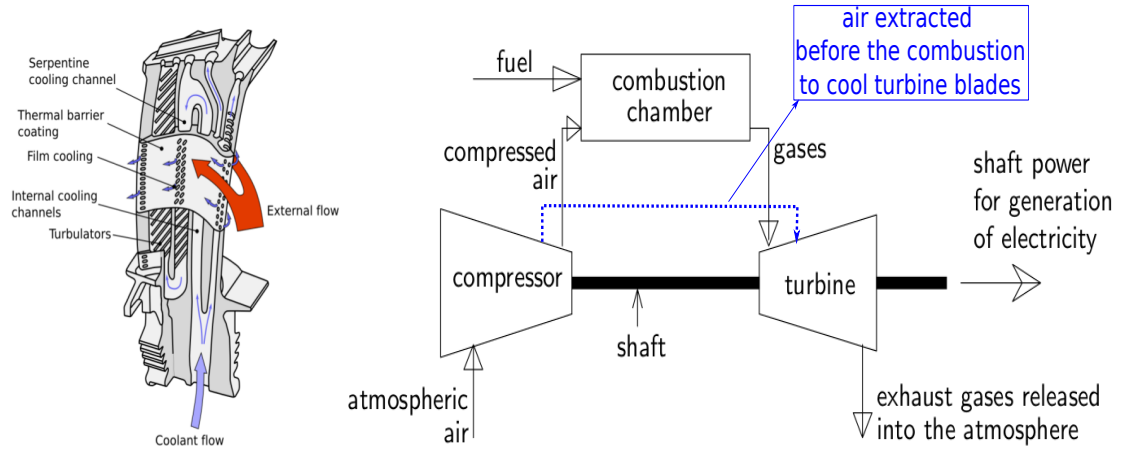 Serpentine
cooling channel
Thermal barrier
coating
Film cooling
Internal cooling
channels
Turbulators
External flow
Coolant flow
air extracted
before the combustion
to cool turbine blades
fuel
combustion
chamber
compressed
air
gases
compressor
turbine
shaft
shaft power
for generation
of electricity
atmospheric
air
exhaust gases released
into the atmosphere